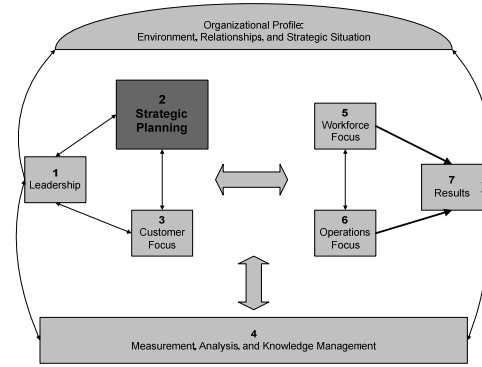 Organizational Profile:
Environment, Relationships, and Strategic Situation
2
Strategic
Planning
5
Workforce
Focus
1
Leadership
7
Results
3
Customer
Focus
6
Operations
Focus
4
Measurement, Analysis, and Knowledge Management